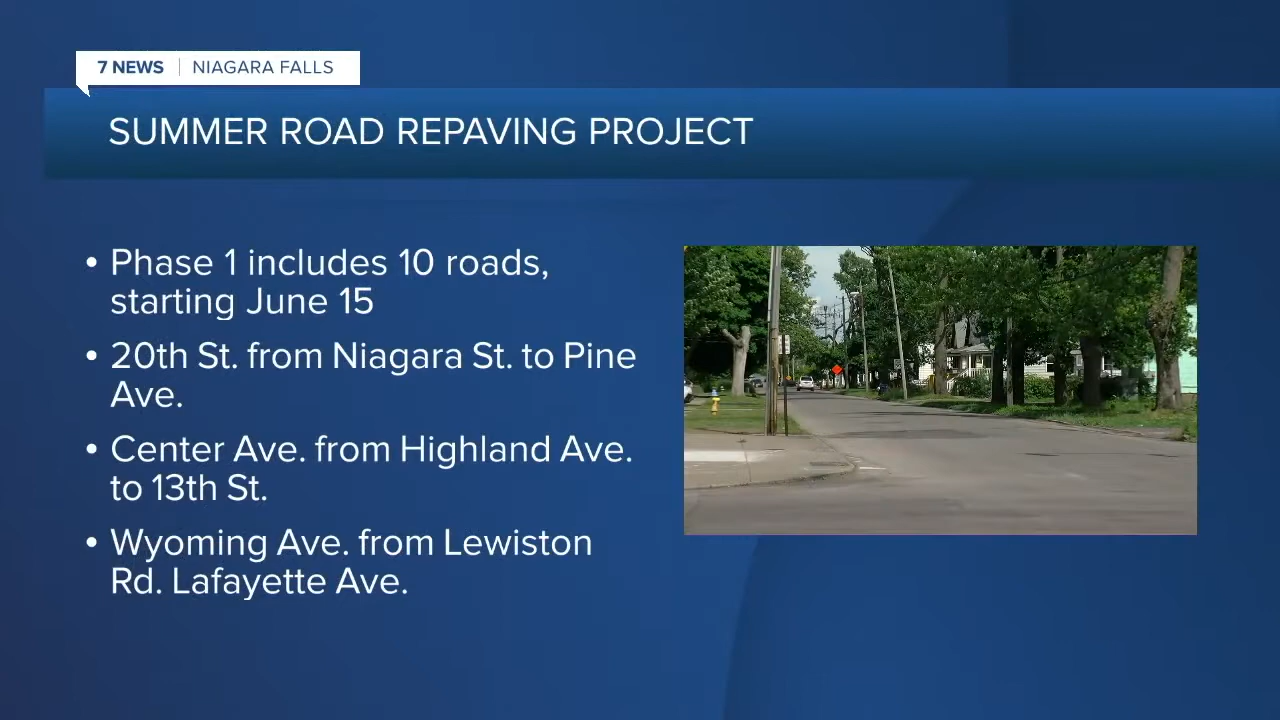 7 NEWS | NIAGARA FALLS
SUMMER ROAD REPAVING PROJECT
• Phase 1 includes 10 roads,
starting June 15
• 20th St. from Niagara St. to Pine
Ave.
• Center Ave. from Highland Ave.
to 13th St.
• Wyoming Ave. from Lewiston
Rd. Lafayette Ave.